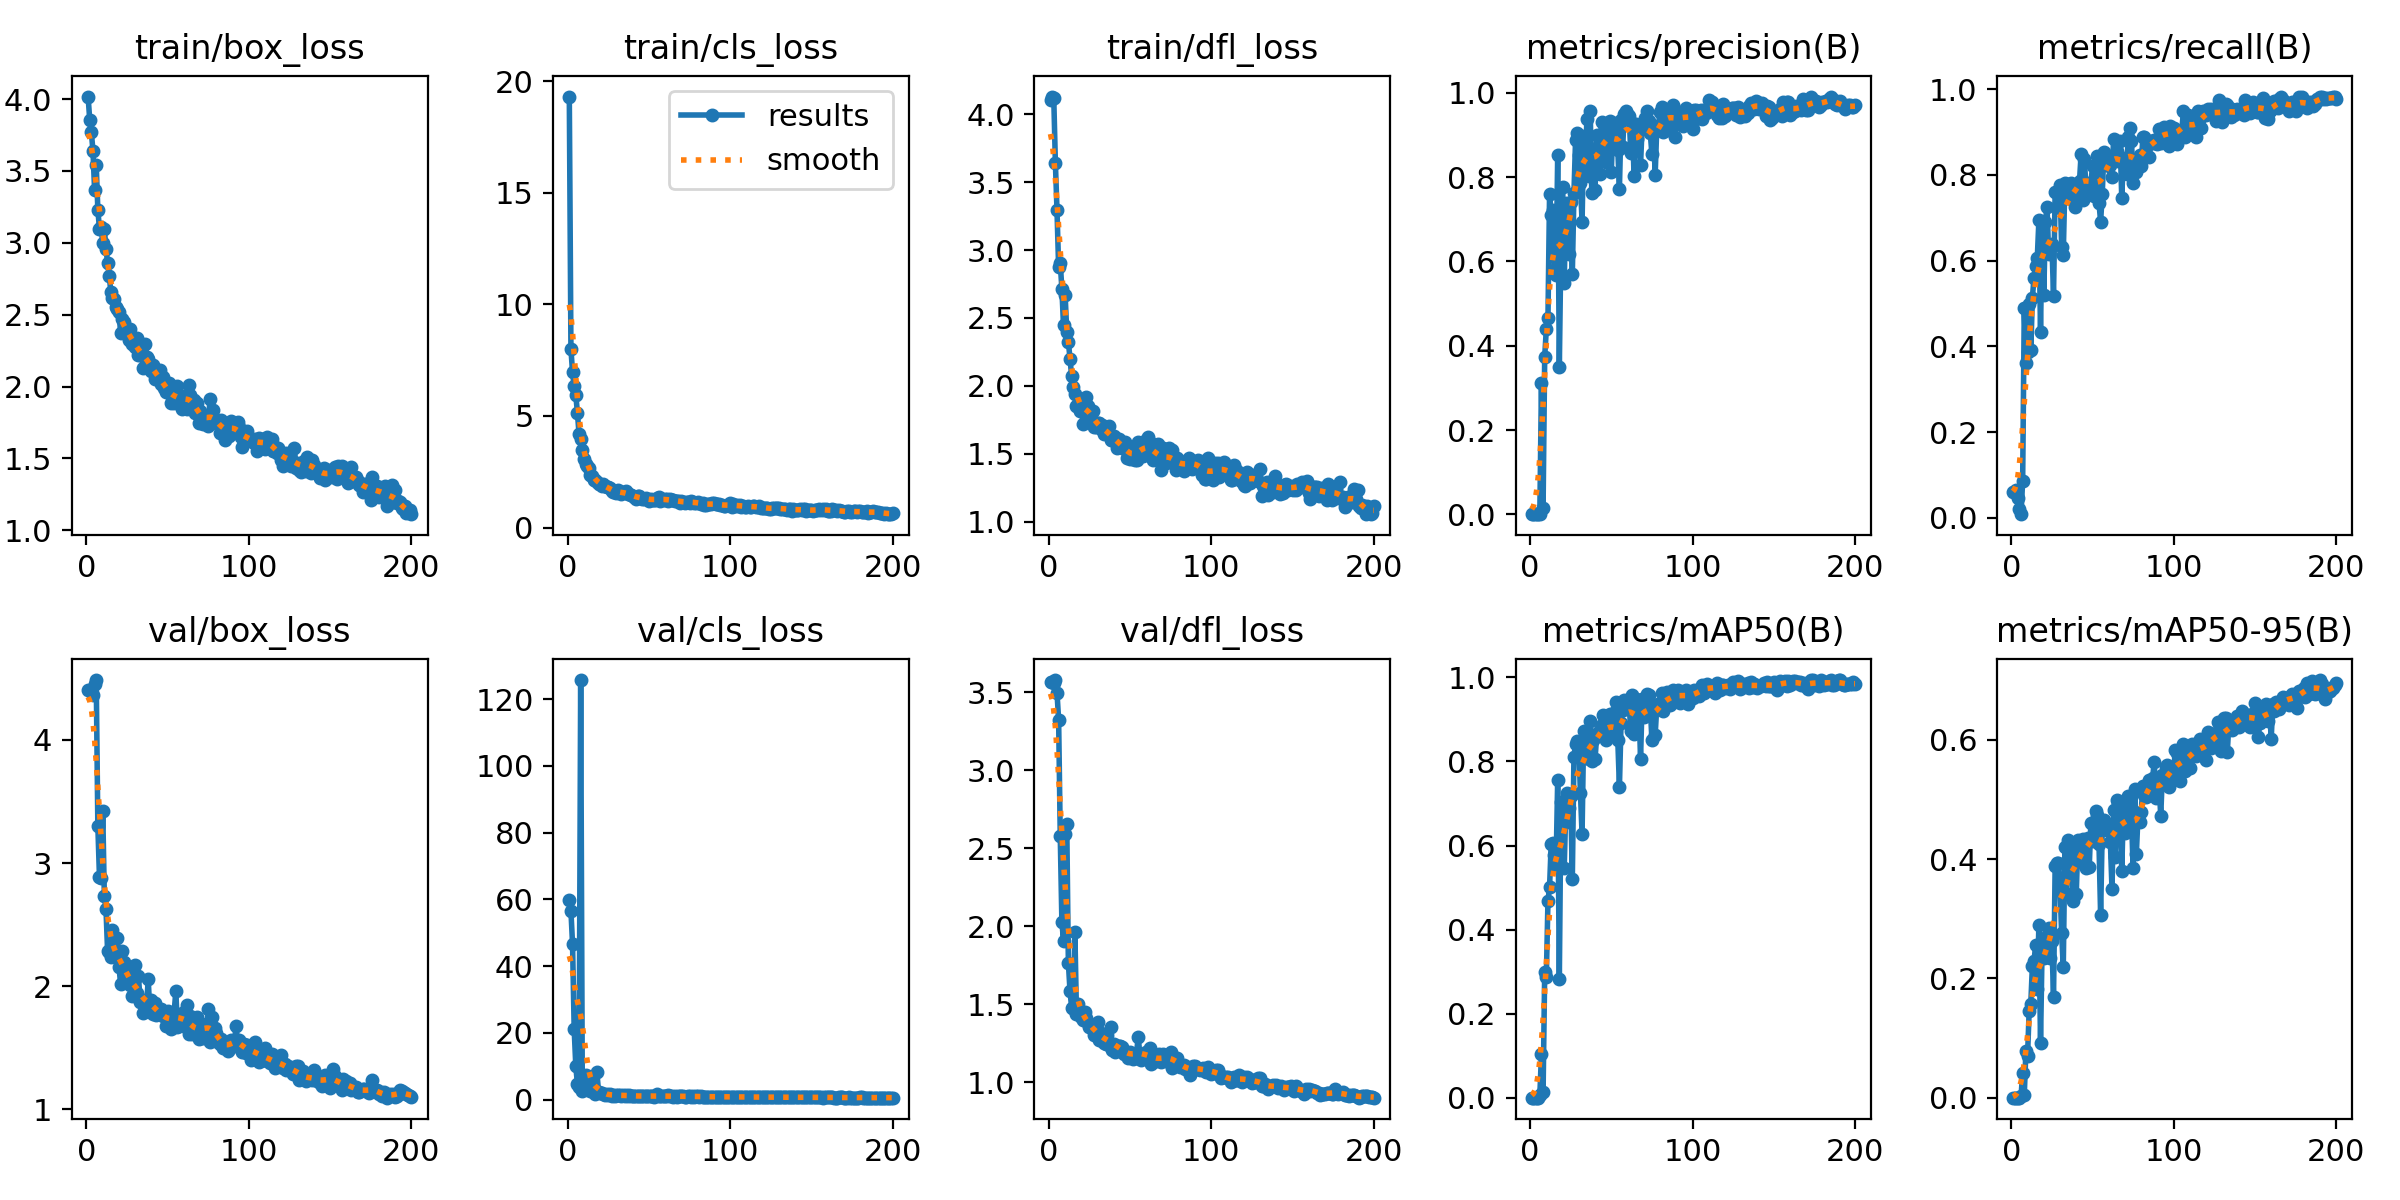 train/box_loss
4.0
3.5
3.0
2.5
2.0
1.5
1.0
0 100 200
train/cls_loss
results
smooth
20
15
10
5
0
0 100 200
train/dfl_loss
4.0
3.5
3.0
2.5
2.0
1.5
1.0
0 100 200
metrics/precision(B)
1.0
0.8
0.6
0.4
0.2
0.0
0 100 200
metrics/recall(B)
1.0
0.8
0.6
0.4
0.2
0.0
0 100 200
val/box_loss
4
3
2
1
0 100 200
val/cls_loss
120
100
80
60
40
20
0
0 100 200
val/dfl_loss
3.5
3.0
2.5
2.0
1.5
1.0
0 100 200
metrics/mAP50(B)
1.0
0.8
0.6
0.4
0.2
0.0
0 100 200
metrics/mAP50-95(B)
0.6
0.4
0.2
0.0
0 100 200